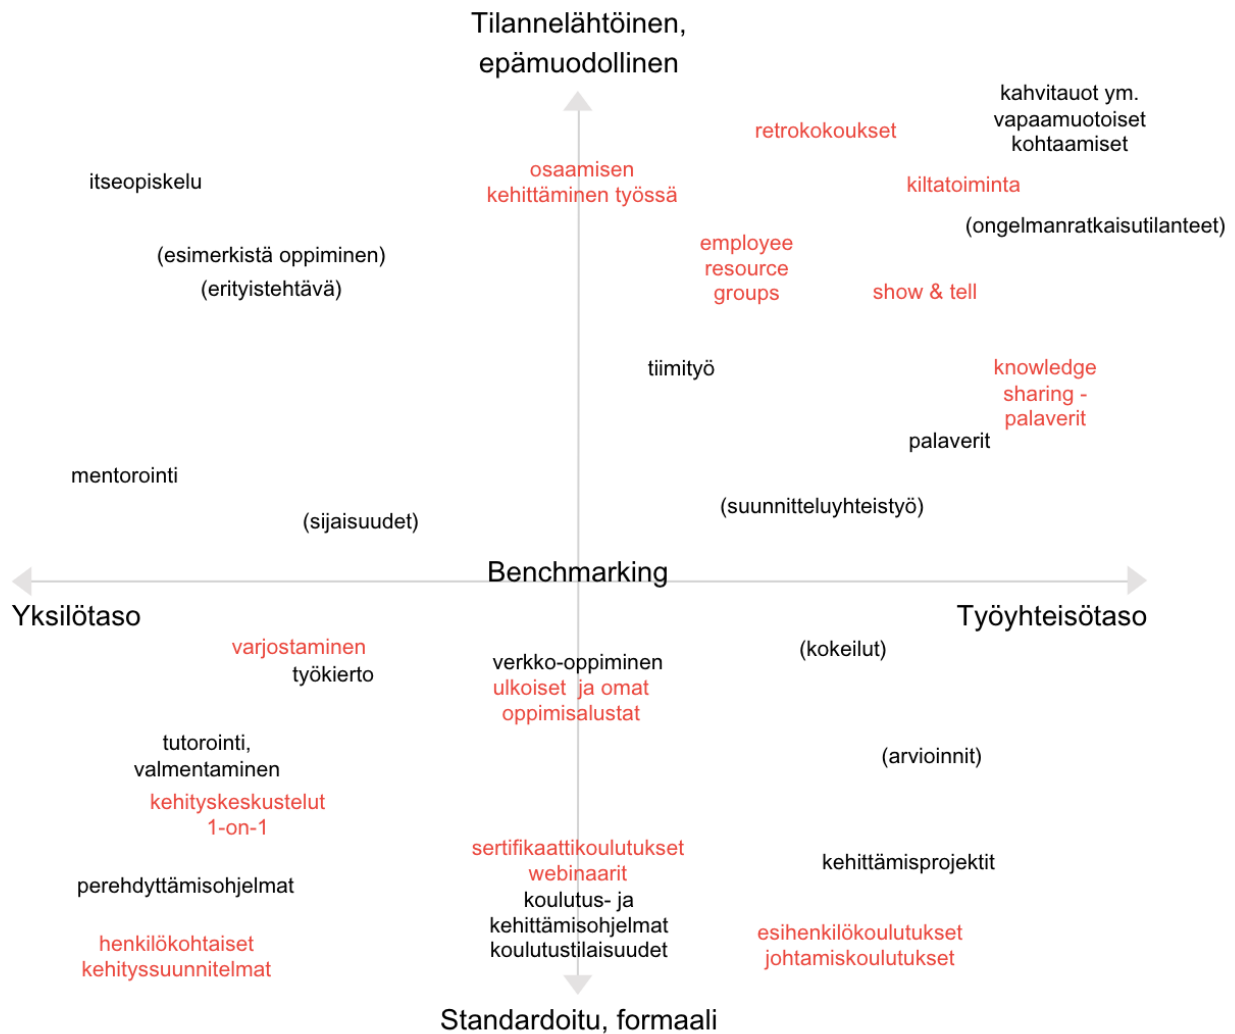 Tilannelähtöinen,
epämuodollinen
kahvitauot ym.
vapaamuotoiset
kohtaamiset
retrokokoukset
osaamisen
kehittäminen työssä
itseopiskelu
kiltatoiminta
(ongelmanratkaisutilanteet)
(esimerkistä oppiminen)
(erityistehtävä)
employee
resource
groups
show & tell
tiimityö
knowledge
sharing -
palaverit
palaverit
mentorointi
(sijaisuudet)
(suunnitteluyhteistyö)
Benchmarking
Yksilötaso
Työyhteisötaso
varjostaminen
työkierto
verkko-oppiminen
ulkoiset ja omat
oppimisalustat
(kokeilut)
tutorointi,
valmentaminen
kehityskeskustelut
1-on-1
(arvioinnit)
sertifikaattikoulutukset
webinaarit
koulutus- ja
kehittämisohjelmat
koulutustilaisuudet
kehittämisprojektit
perehdyttämisohjelmat
henkilökohtaiset
kehityssuunnitelmat
esihenkilökoulutukset
johtamiskoulutukset
Standardoitu, formaali